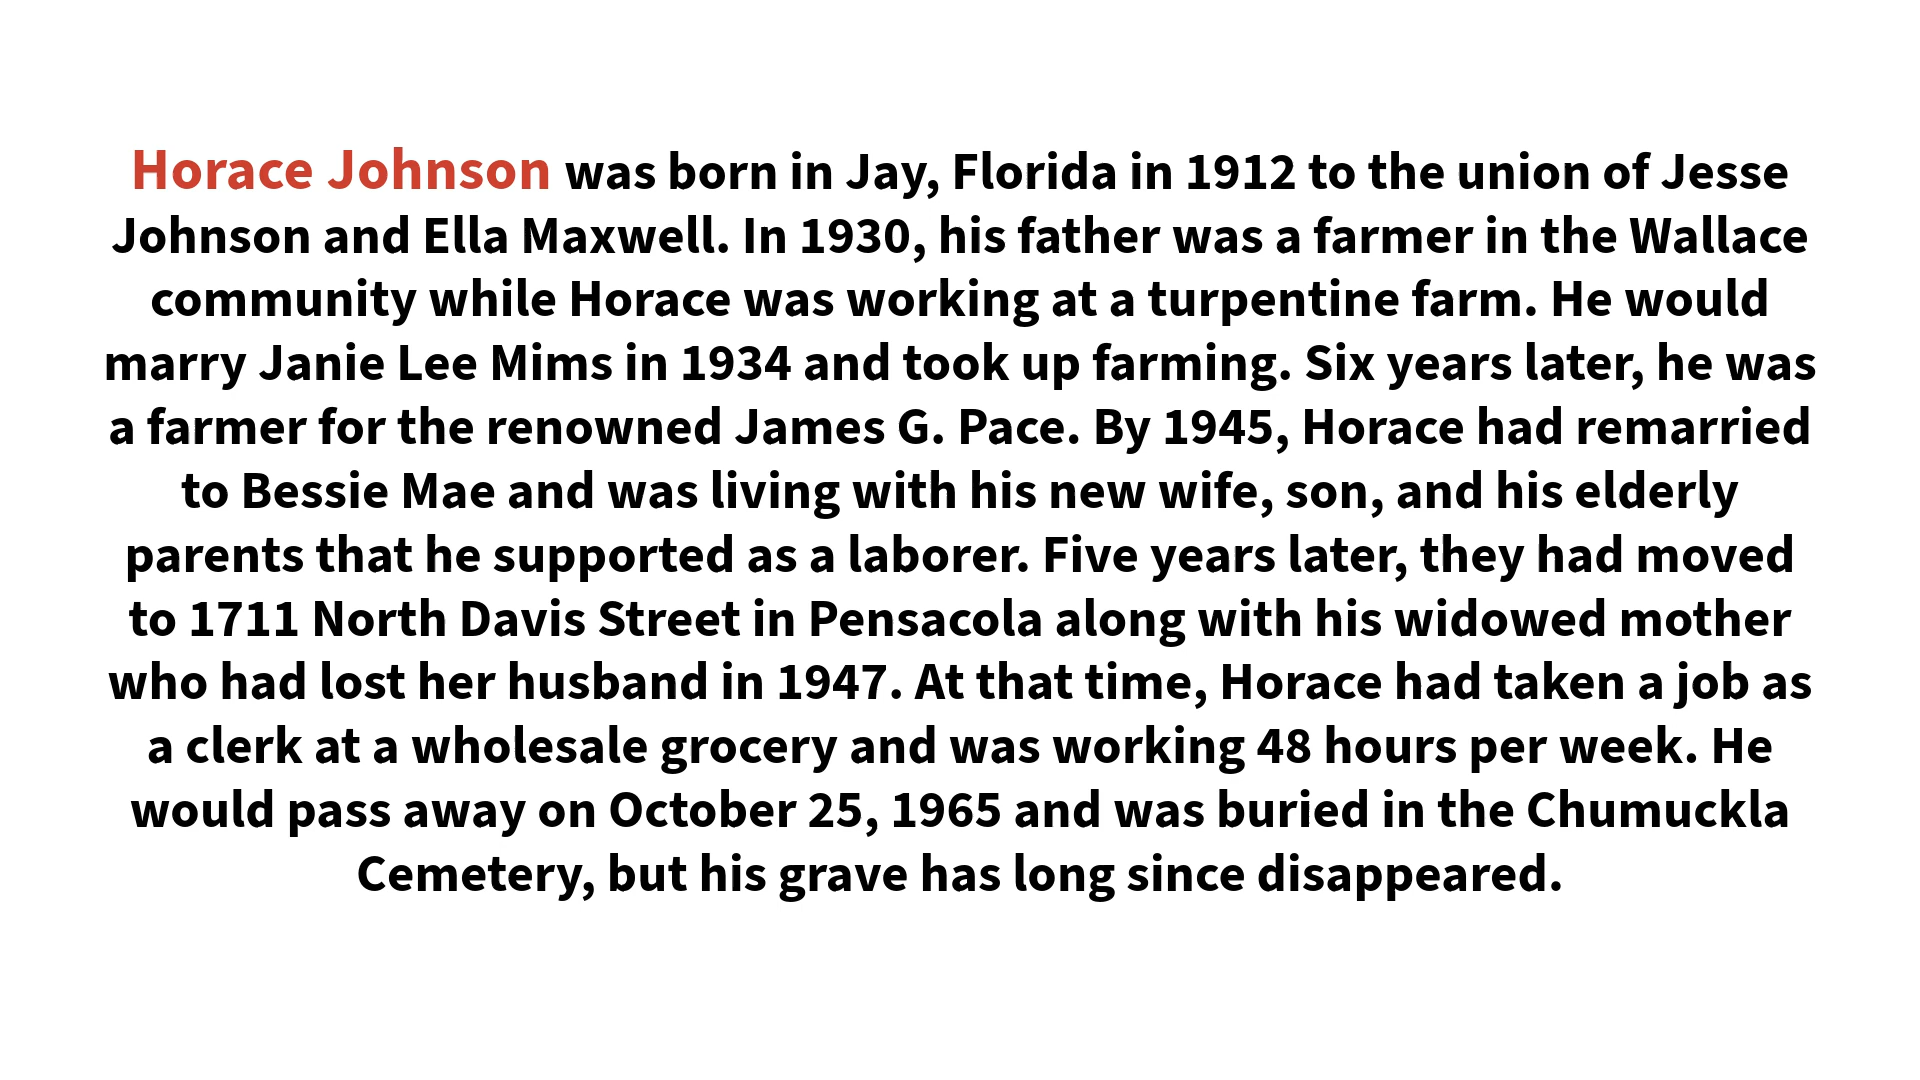 Horace Johnson was born in Jay, Florida in 1912 to the union of Jesse
Johnson and Ella Maxwell. In 1930, his father was a farmer in the Wallace
community while Horace was working at a turpentine farm. He would
marry Janie Lee Mims in 1934 and took up farming. Six years later, he was
a farmer for the renowned James G. Pace. By 1945, Horace had remarried
to Bessie Mae and was living with his new wife, son, and his elderly
parents that he supported as a laborer. Five years later, they had moved
to 1711 North Davis Street in Pensacola along with his widowed mother
who had lost her husband in 1947. At that time, Horace had taken a job as
a clerk at a wholesale grocery and was working 48 hours per week. He
would pass away on October 25, 1965 and was buried in the Chumuckla
Cemetery, but his grave has long since disappeared.